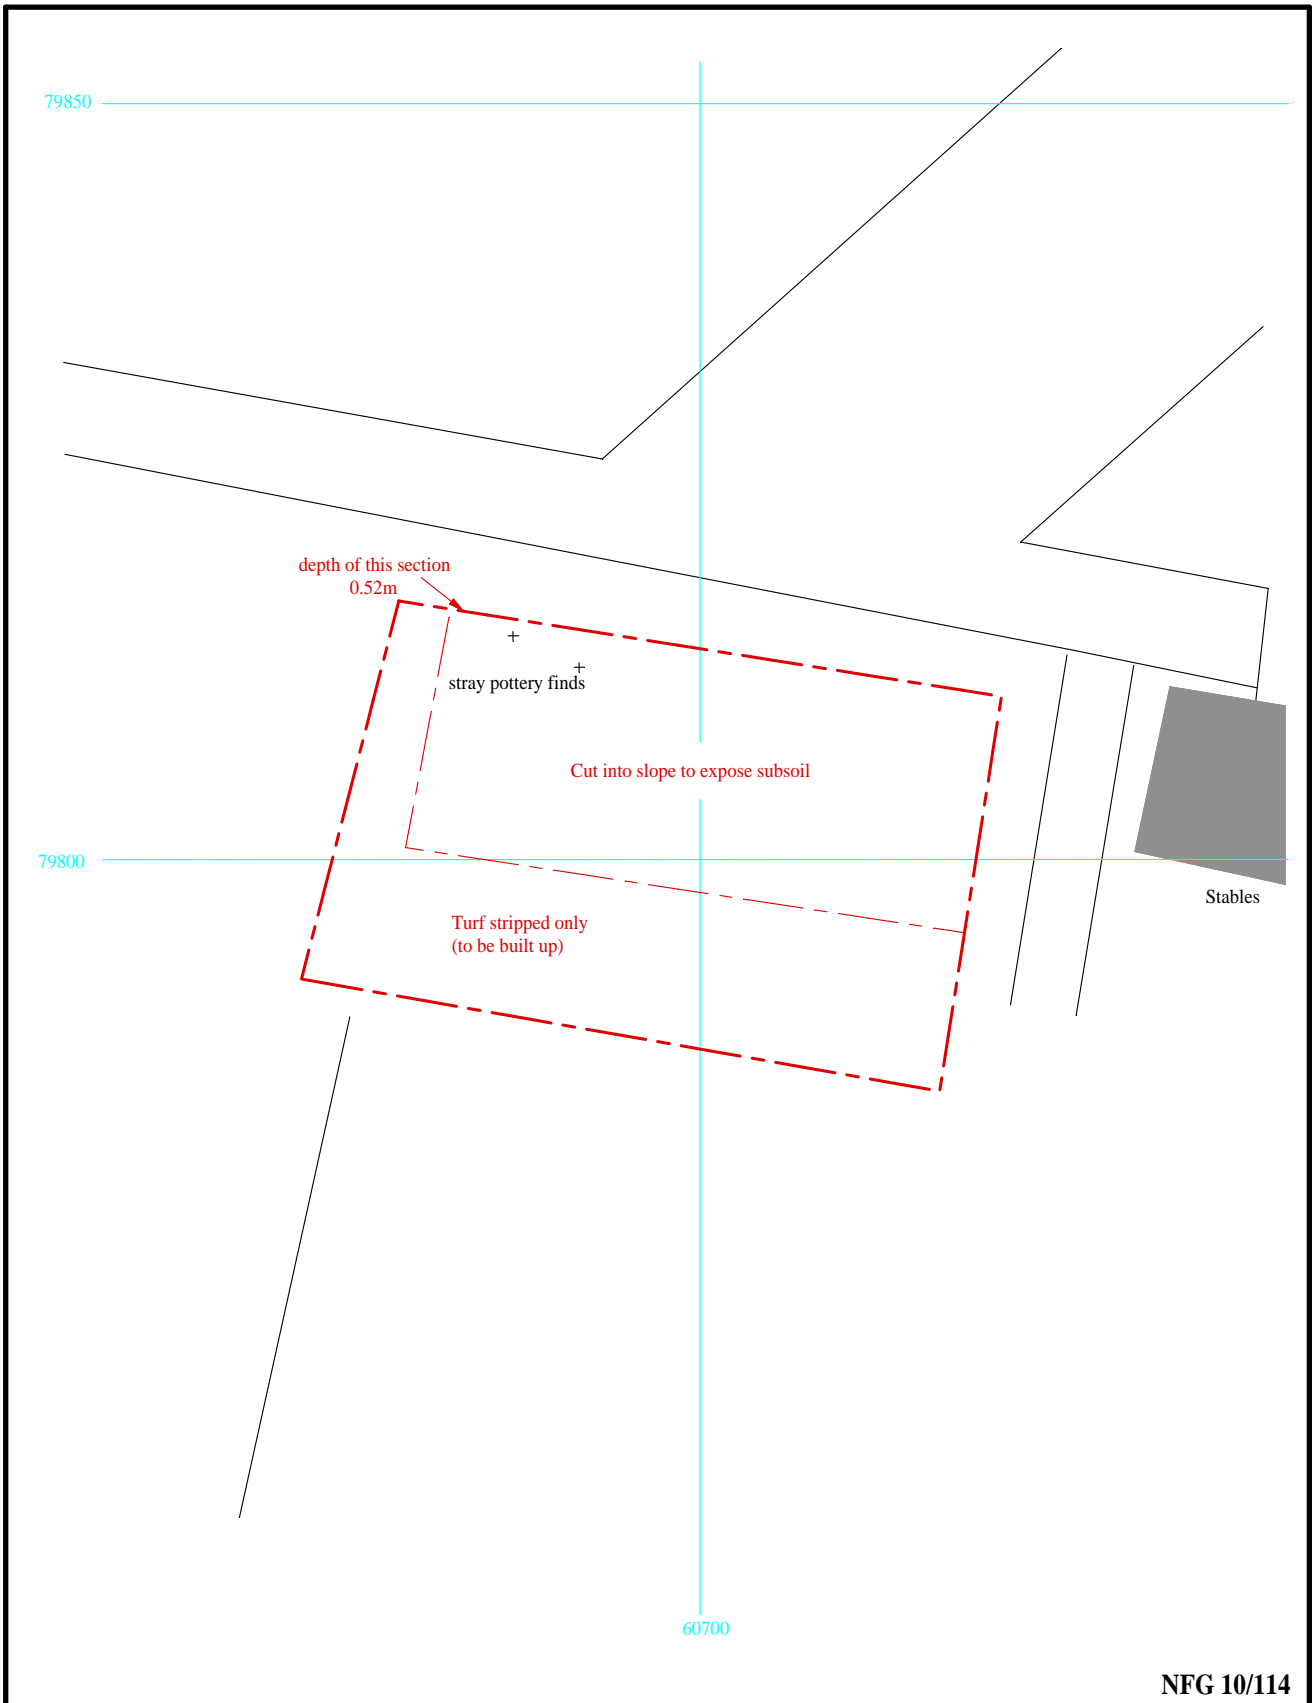 79850
depth of this section
0.52m
stray pottery finds
Cut into slope to expose subsoil
79800
Stables
Turf stripped only
(to be built up)
60700
NFG 10/114